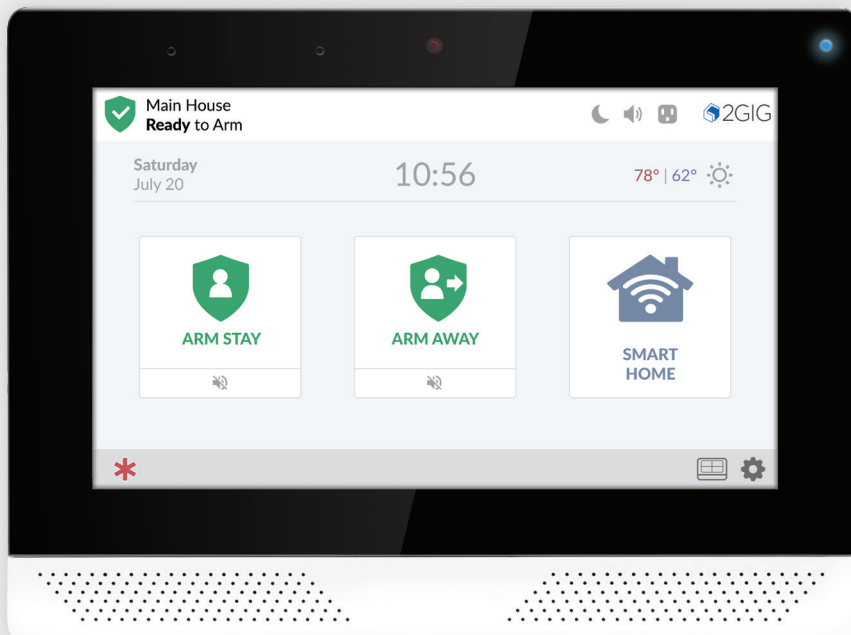 Main House
Ready to Arm
2GIG
Saturday
July 20
10:56
78° | 62°
ARM STAY
ARM AWAY
SMART
HOME